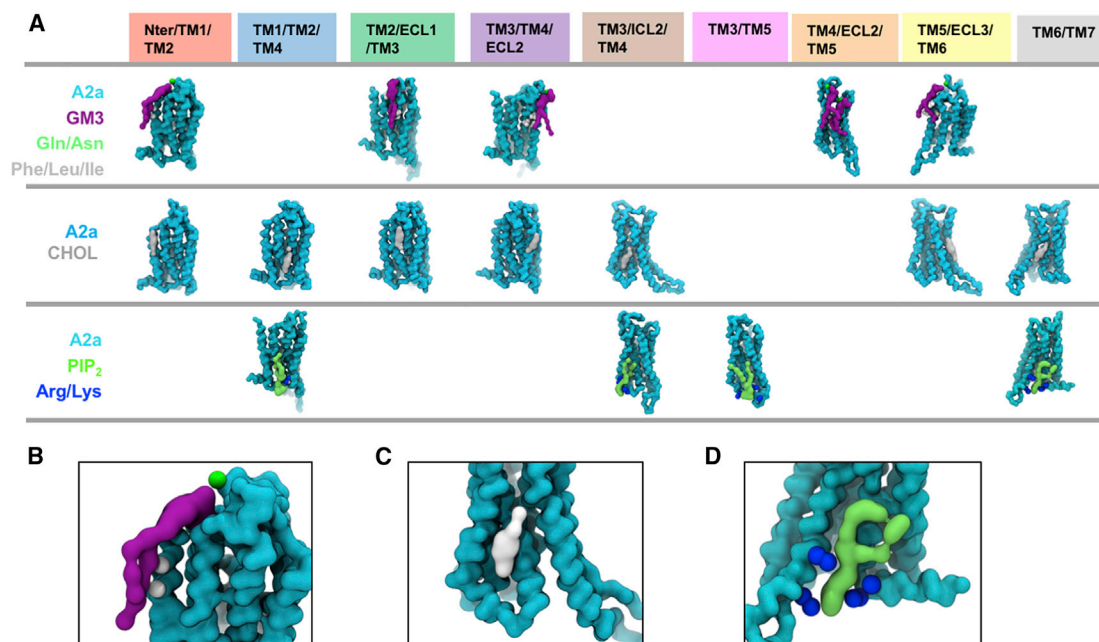 A
Nter/TM1/
TM2
TM1/TM2/
TM4
TM2/ECL1
/TM3
TM3/TM4/
ECL2
TM3/ICL2/
TM4
TM3/TM5
TM4/ECL2/
TM5
TM5/ECL3/
TM6
TM6/TM7
A2a
GM3
Gln/Asn
Phe/Leu/Ile
A2a
CHOL
A2a
PIP₂
Arg/Lys
B
C
D